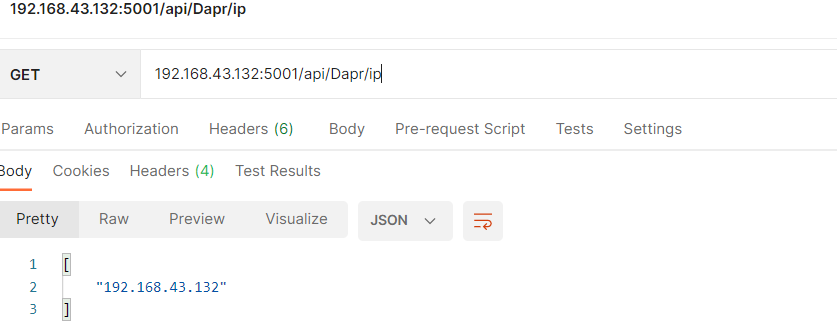 192.168.43.132:5001/api/Dapr/ip
GET 192.168.43.132:5001/api/Dapr/ip
Params Authorization Headers (6) Body Pre-request Script Tests Settings
Body Cookies Headers (4) Test Results
Pretty Raw Preview Visualize JSON
1 [
2 "192.168.43.132"
3 ]